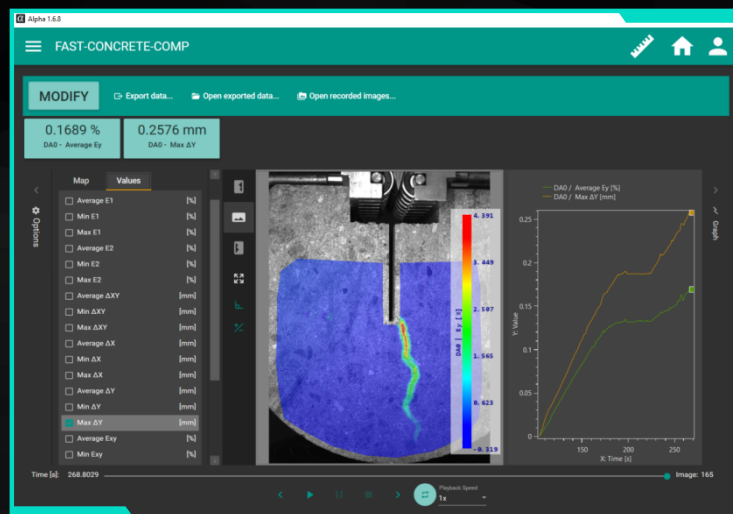 Alpha 1.6.8
FAST-CONCRETE-COMP
MODIFY
Export data...
Open exported data...
Open recorded images...
0.1689 %
DA0 - Average Ey
0.2576 mm
DA0 - Max ΔY
Options
Map
Values
Average E1 [%]
Min E1 [%]
Max E1 [%]
Average E2 [%]
Min E2 [%]
Max E2 [%]
Average ΔXY [mm]
Min ΔXY [mm]
Max ΔXY [mm]
Average ΔX [mm]
Min ΔX [mm]
Max ΔX [mm]
Average ΔY [mm]
Min ΔY [mm]
Max ΔY [mm]
Average Exy [%]
Min Exy [%]
4.391
3.449
2.507
1.565
0.623
-0.319
DA0 | Ey [%]
DA0 / Average Ey [%]
DA0 / Max ΔY [mm]
0.25
0.2
0.15
0.1
0.05
0
Y: Value
150
200
250
X: Time [s]
Graph
Time [s]: 268.8029
Image: 165
Playback Speed
1x